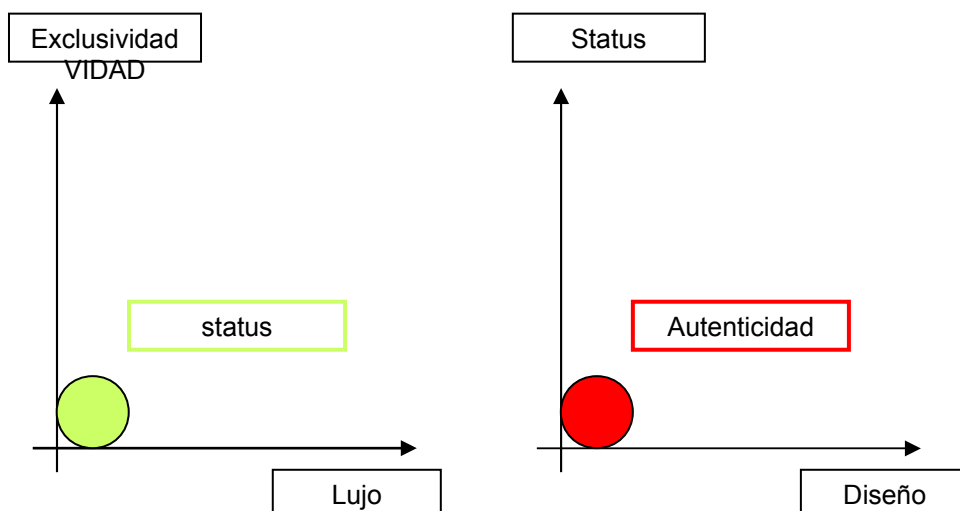 Exclusividad
VIDAD
Status
status
Autenticidad
Lujo
Diseño